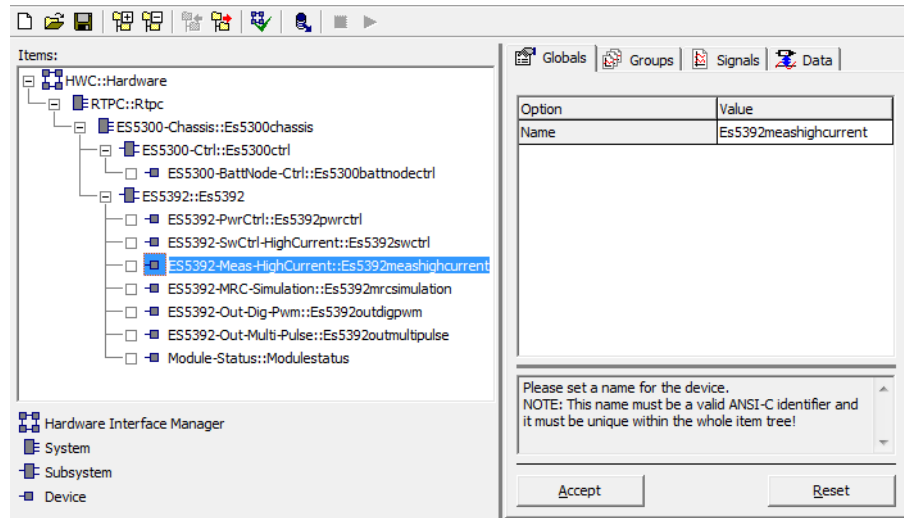 Items:
HWC::Hardware
RTPC::Rtpc
ES5300-Chassis::Es5300chassis
ES5300-Ctrl::Es5300ctrl
ES5300-BattNode-Ctrl::Es5300battnodectrl
ES5392::Es5392
ES5392-PwrCtrl::Es5392pwrctrl
ES5392-SwCtrl-HighCurrent::Es5392swctrl
ES5392-Meas-HighCurrent::Es5392meashighcurrent
ES5392-MRC-Simulation::Es5392mrcsimulation
ES5392-Out-Dig-Pwm::Es5392outdigpwm
ES5392-Out-Multi-Pulse::Es5392outmultipulse
Module-Status::Modulestatus
Hardware Interface Manager
System
Subsystem
Device
Globals Groups Signals Data
Option Value
Name Es5392meashighcurrent
Please set a name for the device.
NOTE: This name must be a valid ANSI-C identifier and
it must be unique within the whole item tree!
Accept Reset